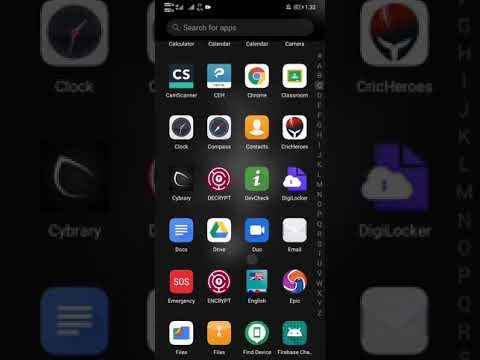 1:32
Search for apps
Calculator Calendar Calendar Camera
CS
CamScanner CEH Chrome Classroom
Clock Compass Contacts CricHeroes
Cybrary DECRYPT DevCheck DigiLocker
Docs Drive Duo Email
SOS
Emergency ENCRYPT English Epic
Files Files Find Device Firebase Cha..
#
A
B
C
D
E
F
G
H
I
J
K
L
M
N
O
P
Q
R
S
T
U
V
W
X
Y
Z
Clock
Cybrary
CricHeroes
DigiLocker
G
H
I
J
K
L
M
N
O
P
Q
R
S